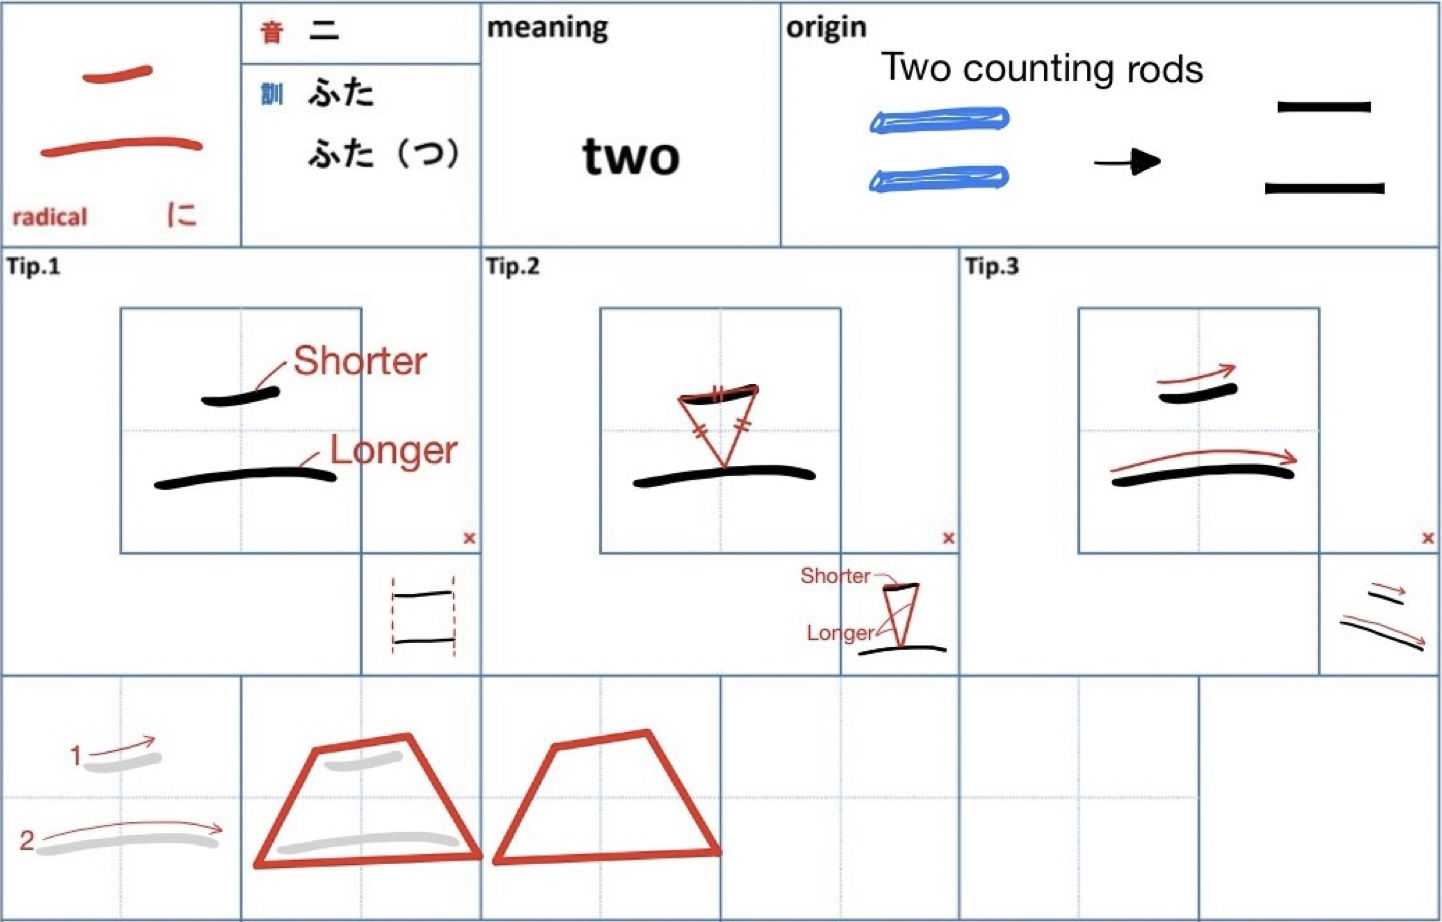 二
radical に
音 ニ
訓 ふた
ふた（つ）
meaning
two
origin
Two counting rods
二
Tip.1
Shorter
Longer
×
Tip.2
×
Shorter
Longer
Tip.3
×
1
2